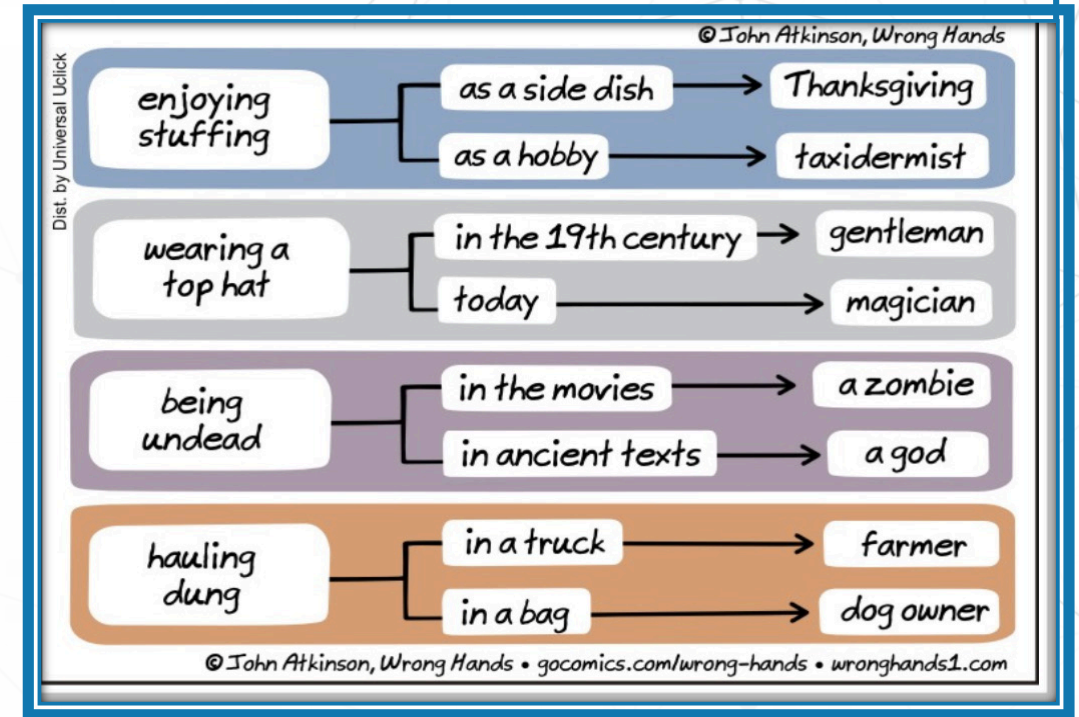 © John Atkinson, Wrong Hands
Dist. by Universal Uclick
enjoying
stuffing
as a side dish
Thanksgiving
as a hobby
taxidermist
wearing a
top hat
in the 19th century
gentleman
today
magician
being
undead
in the movies
a zombie
in ancient texts
a god
hauling
dung
in a truck
farmer
in a bag
dog owner
© John Atkinson, Wrong Hands • gocomics.com/wrong-hands • wronghands1.com